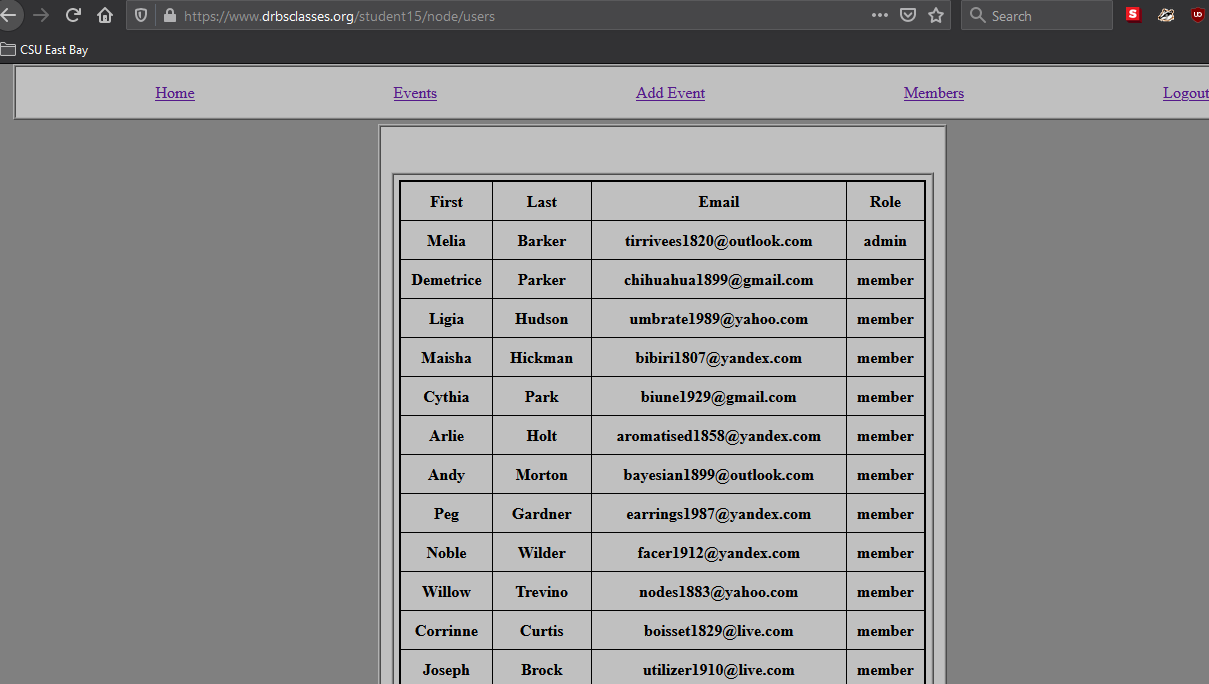 https://www.drbsclasses.org/student15/node/users Search S UD
CSU East Bay
Home Events Add Event Members Logout
First Last Email Role
Melia Barker tirrivees1820@outlook.com admin
Demetrice Parker chihuahua1899@gmail.com member
Ligia Hudson umbrate1989@yahoo.com member
Maisha Hickman bibiri1807@yandex.com member
Cythia Park biune1929@gmail.com member
Arlie Holt aromatised1858@yandex.com member
Andy Morton bayesian1899@outlook.com member
Peg Gardner earrings1987@yandex.com member
Noble Wilder facer1912@yandex.com member
Willow Trevino nodes1883@yahoo.com member
Corrinne Curtis boisset1829@live.com member
Joseph Brock utilizer1910@live.com member